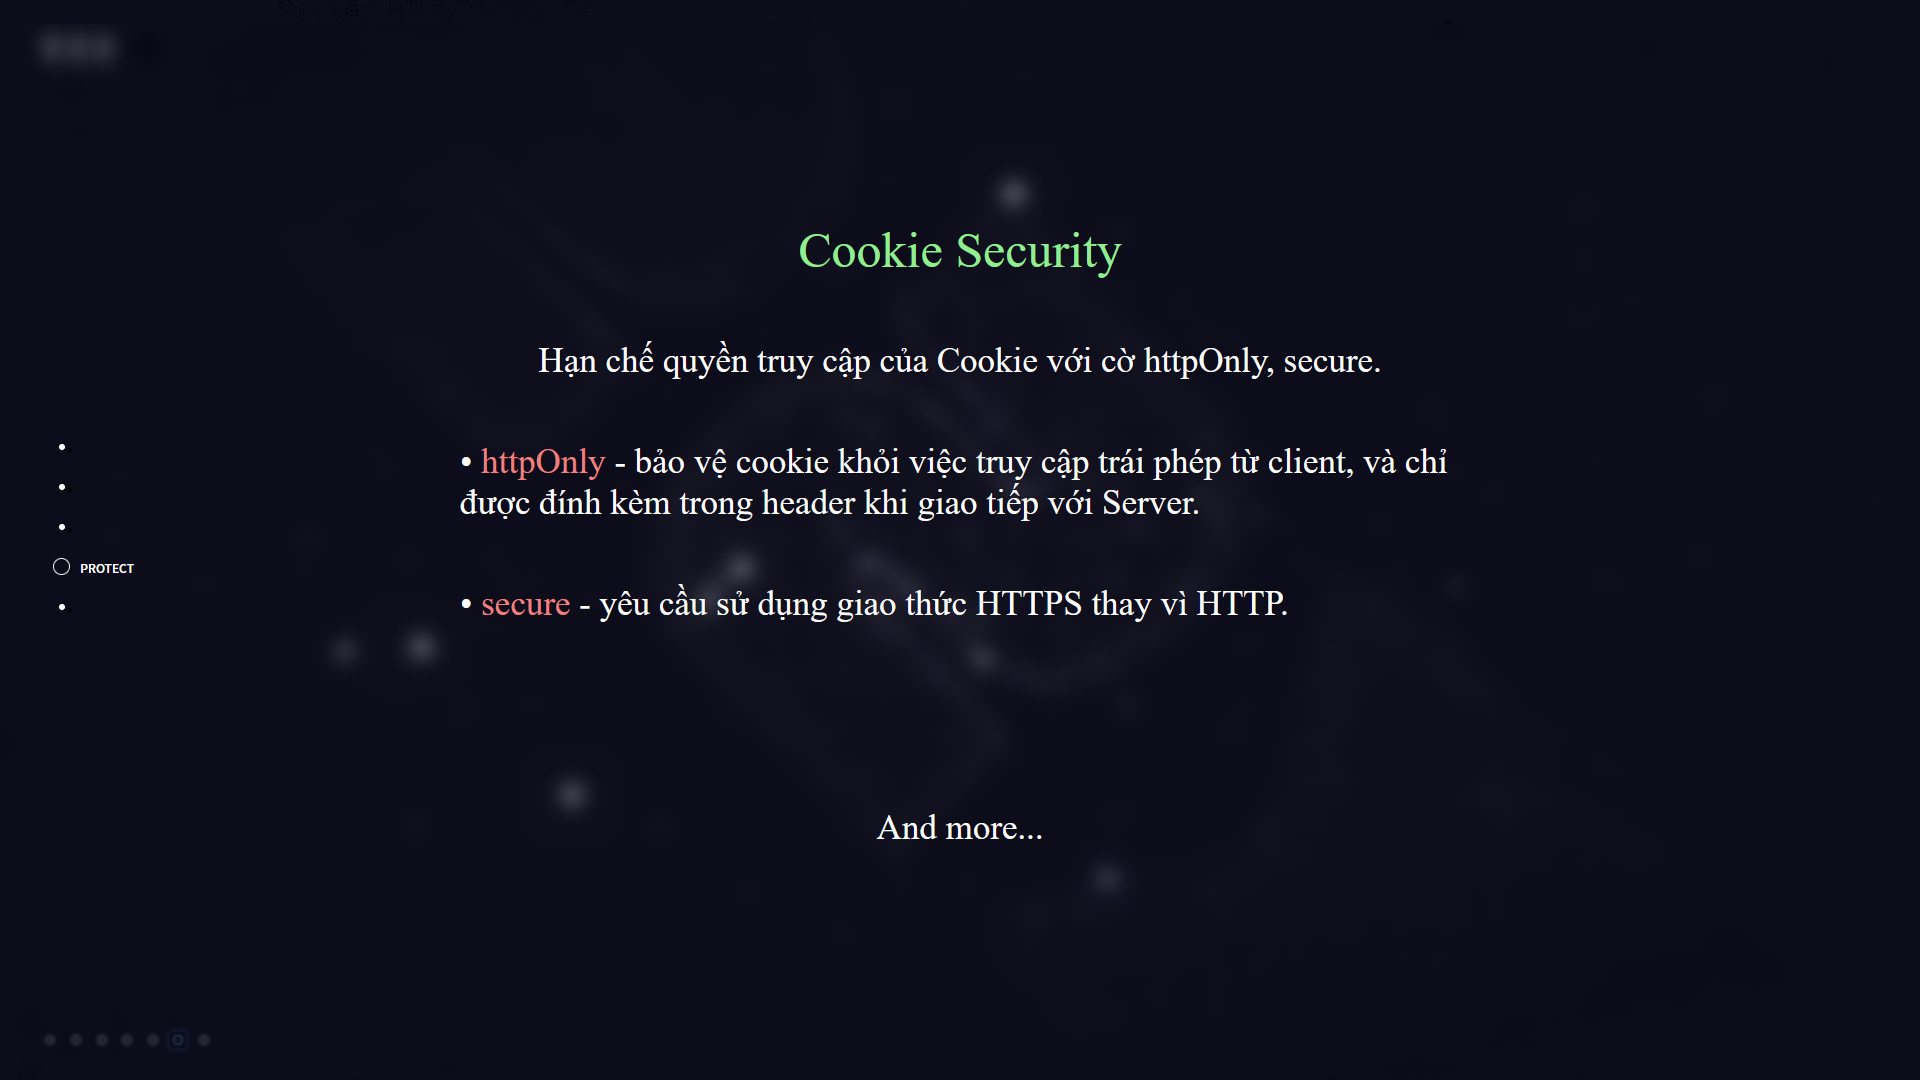 Cookie Security
Hạn chế quyền truy cập của Cookie với cờ httpOnly, secure.
• httpOnly - bảo vệ cookie khỏi việc truy cập trái phép từ client, và chỉ
được đính kèm trong header khi giao tiếp với Server.
PROTECT
• secure - yêu cầu sử dụng giao thức HTTPS thay vì HTTP.
And more...